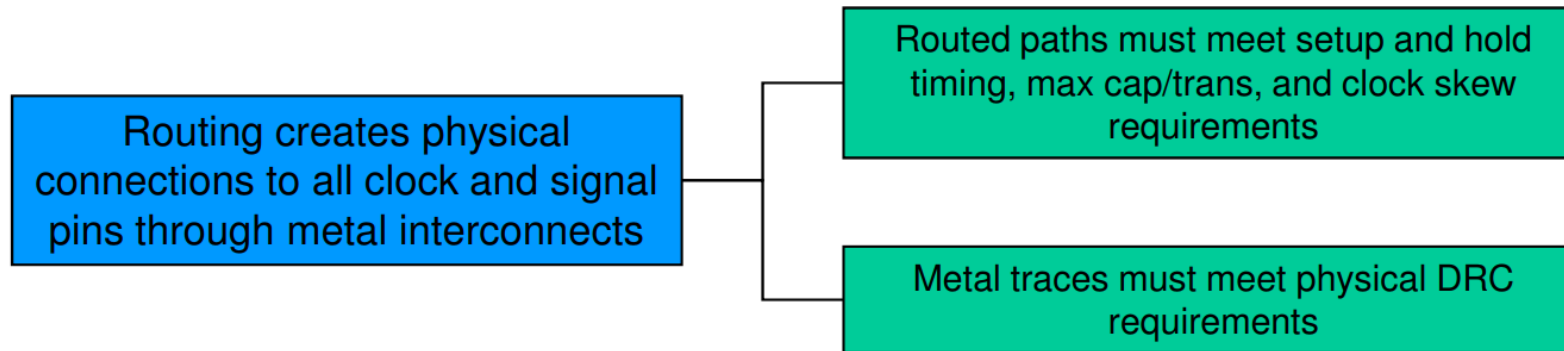 Routing creates physical
connections to all clock and signal
pins through metal interconnects
Routed paths must meet setup and hold
timing, max cap/trans, and clock skew
requirements
Metal traces must meet physical DRC
requirements